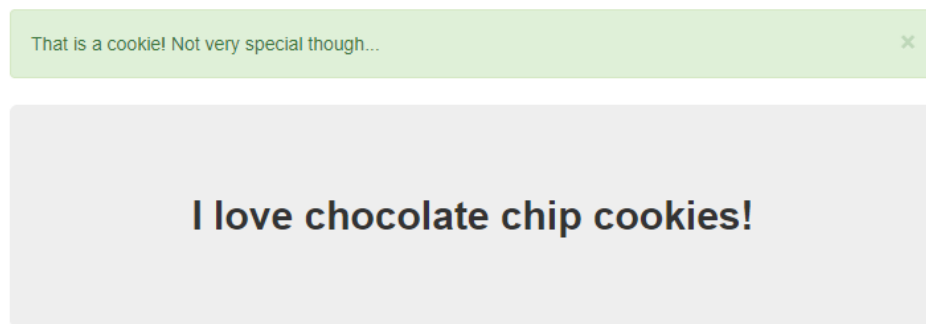 That is a cookie! Not very special though...
×
I love chocolate chip cookies!